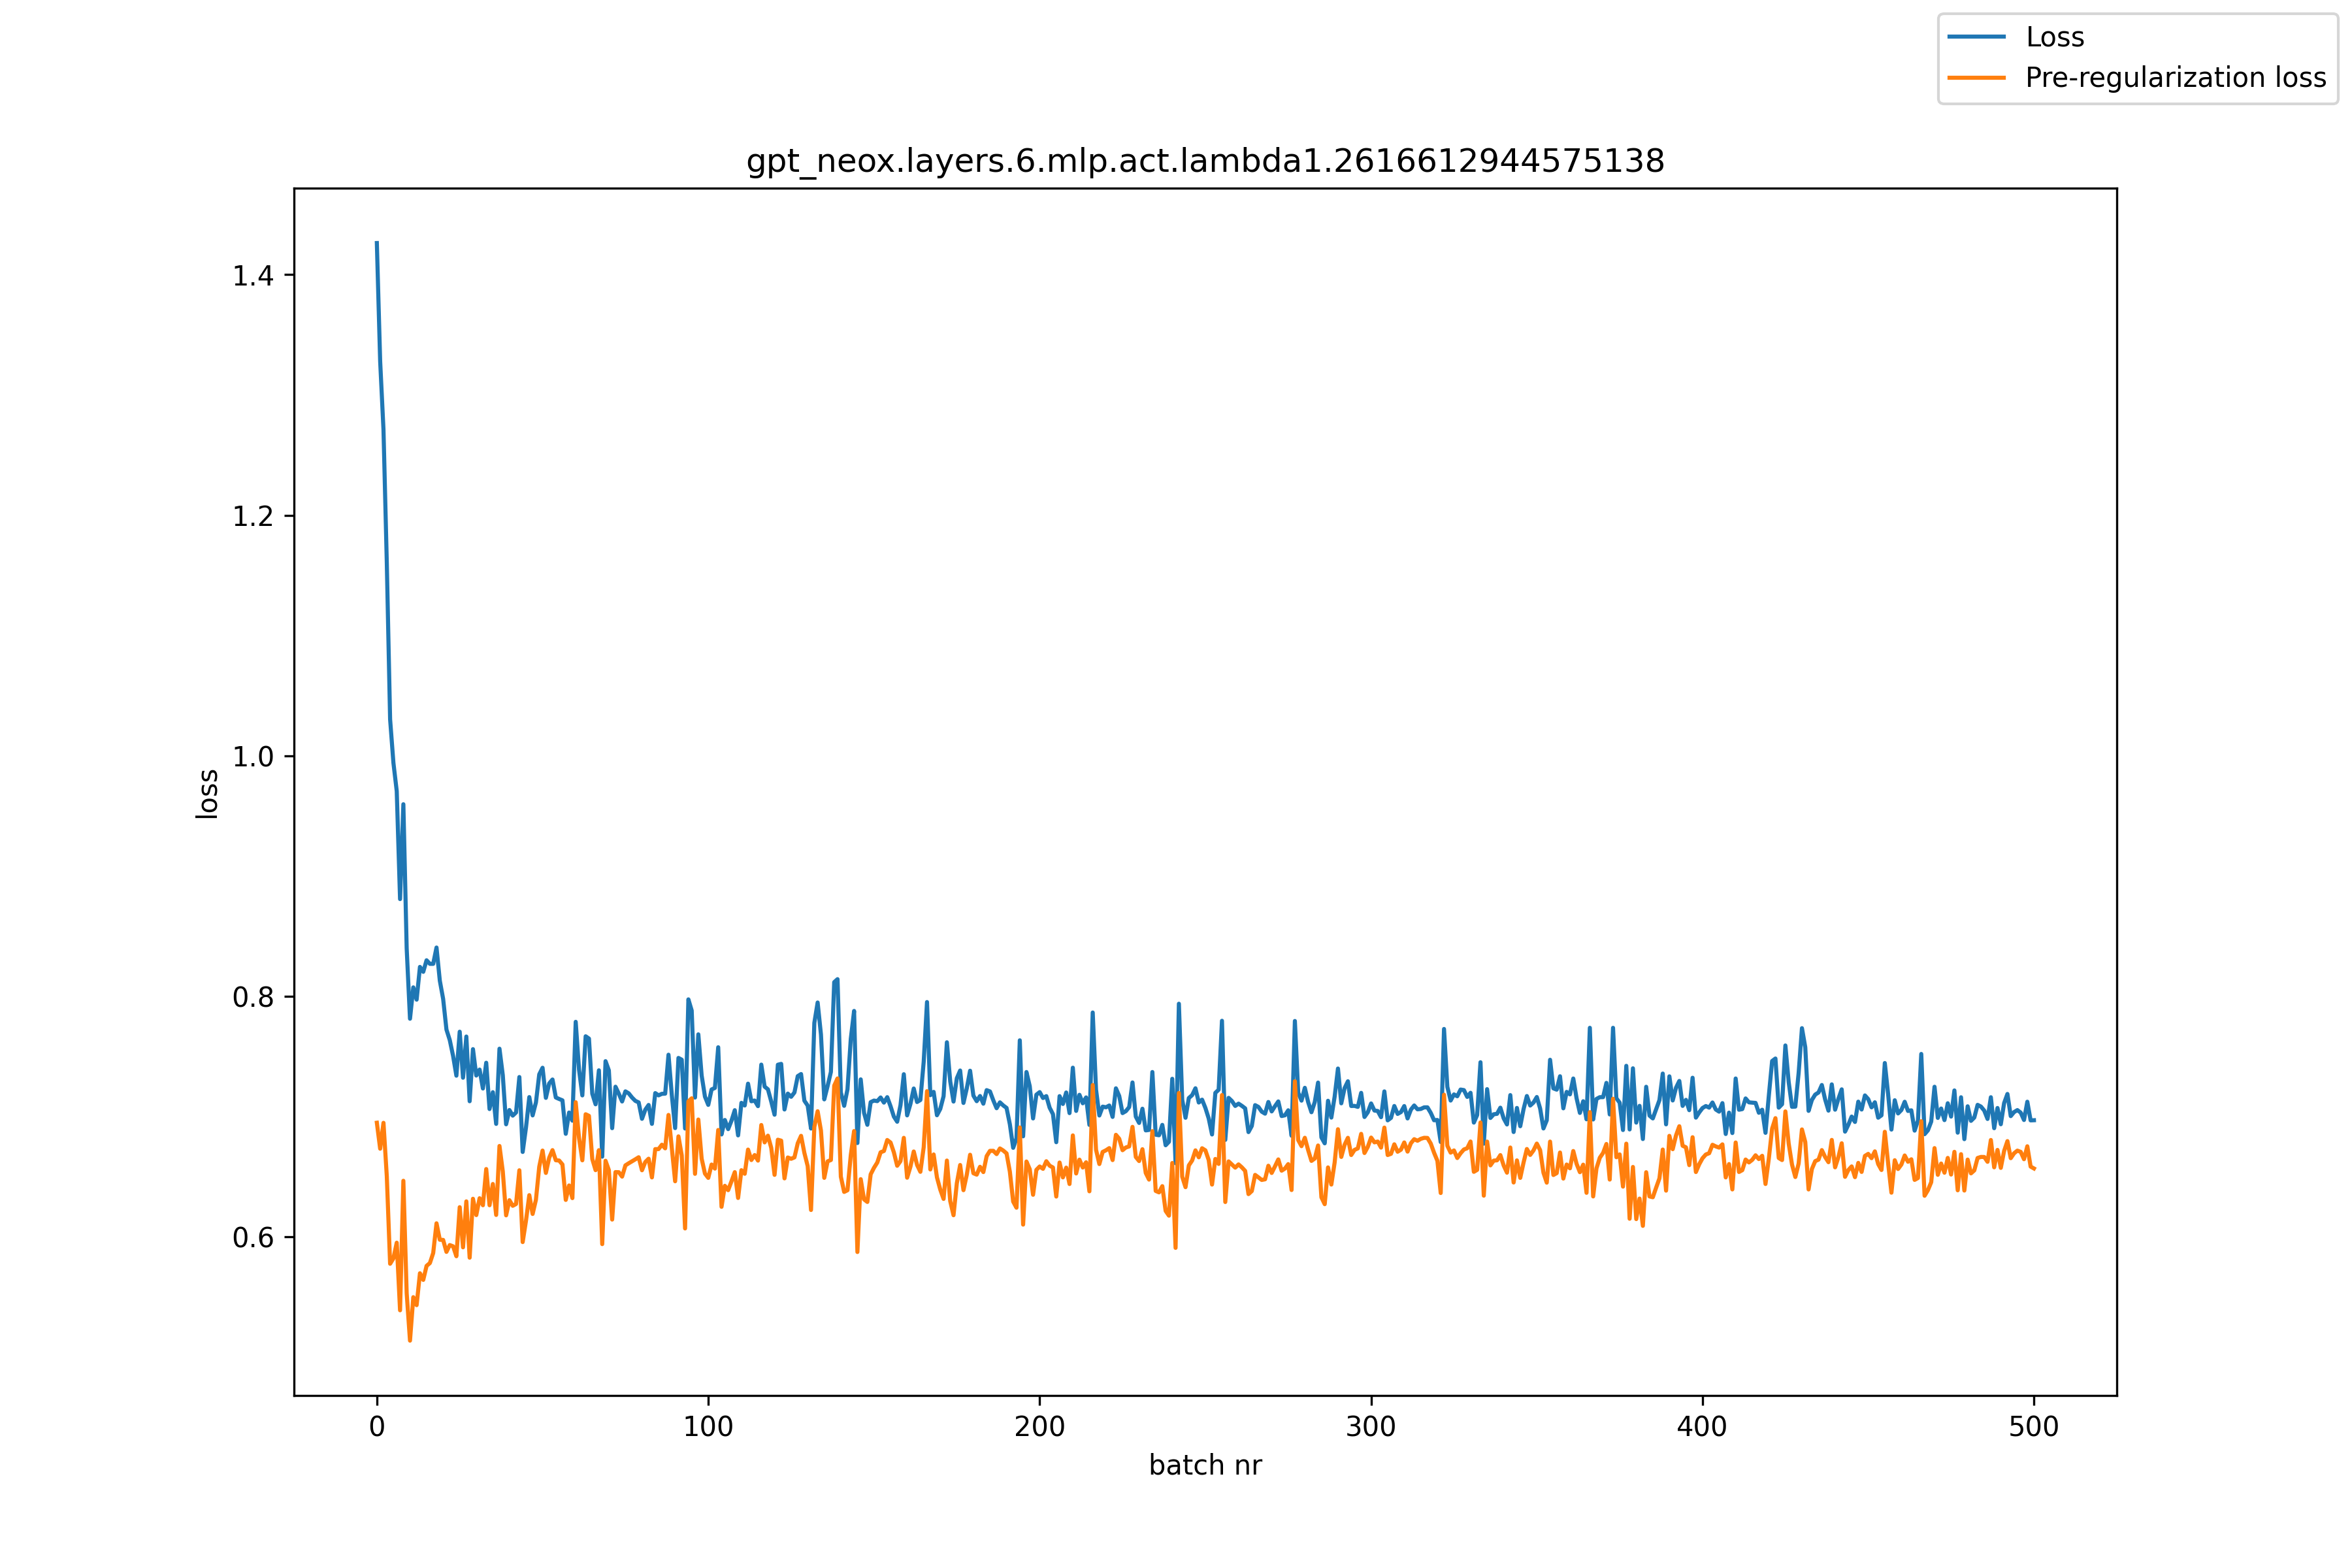 Loss
Pre-regularization loss
gpt_neox.layers.6.mlp.act.lambda1.2616612944575138
1.4
1.2
1.0
0.8
0.6
loss
0 100 200 300 400 500
batch nr